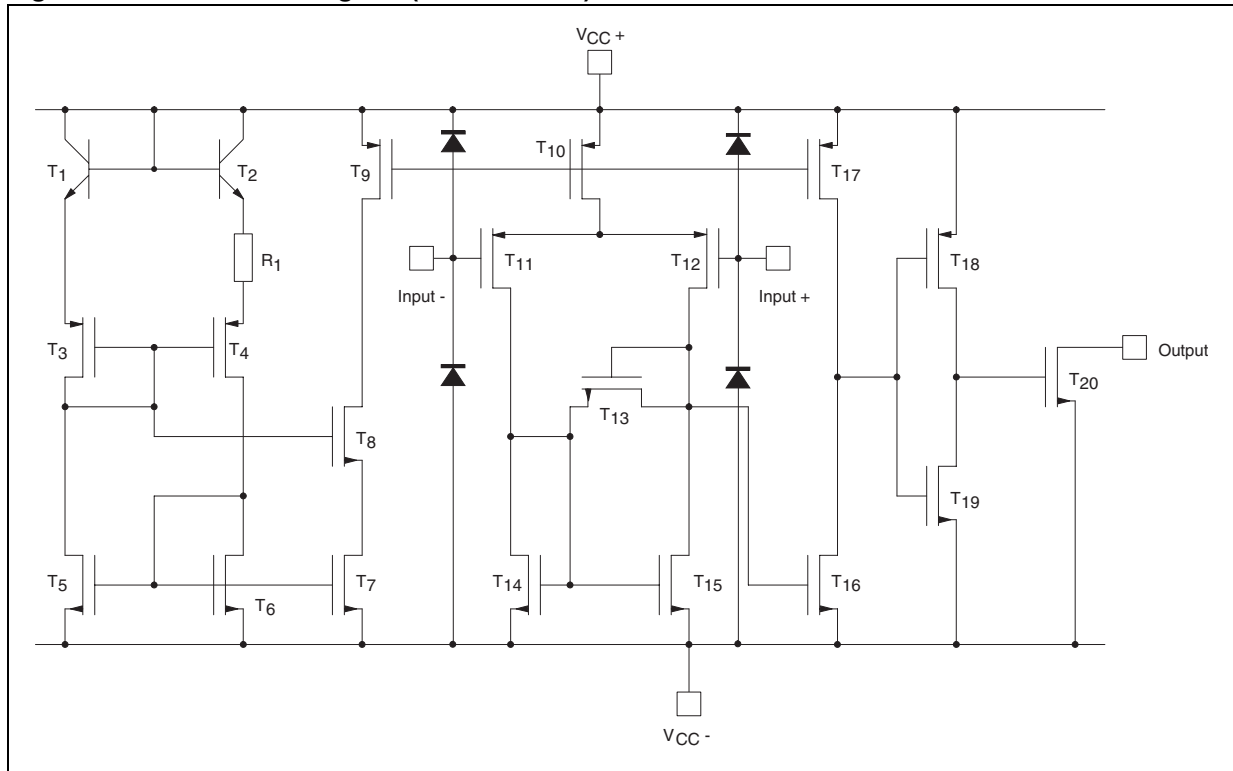 VCC +
T1
T2
T9
T10
T17
R1
T11
T12
T18
Input -
Input +
T3
T4
Output
T20
T13
T8
T19
T5
T6
T7
T14
T15
T16
VCC -